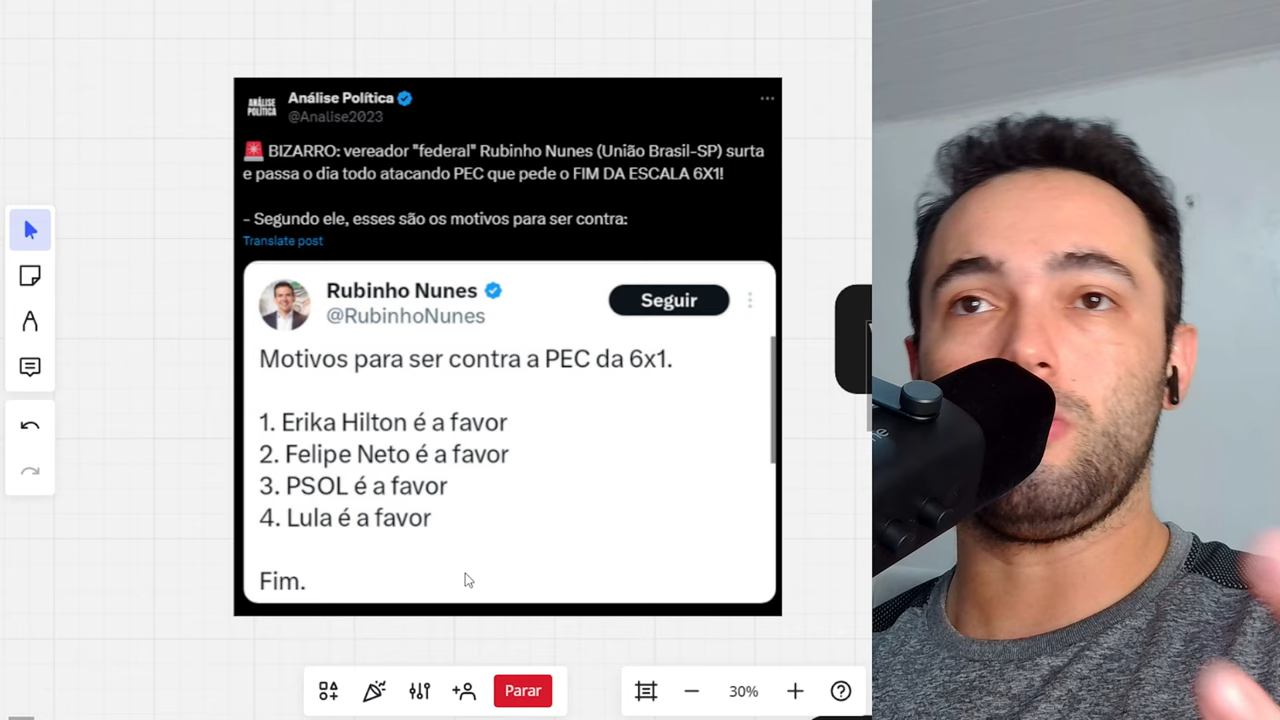 Análise Política
@Analise2023
🚨 BIZARRO: vereador "federal" Rubinho Nunes (União Brasil-SP) surta
e passa o dia todo atacando PEC que pede o FIM DA ESCALA 6X1!
- Segundo ele, esses são os motivos para ser contra:
Translate post
Rubinho Nunes
@RubinhoNunes
Seguir
Motivos para ser contra a PEC da 6x1.
1. Erika Hilton é a favor
2. Felipe Neto é a favor
3. PSOL é a favor
4. Lula é a favor
Fim.
Parar
30%